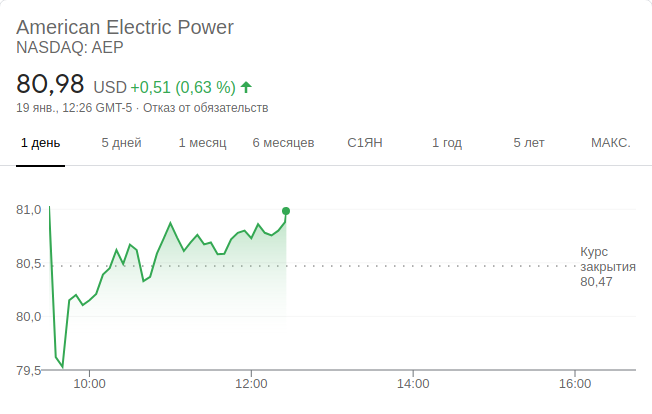 American Electric Power
NASDAQ: AEP
80,98 USD +0,51 (0,63 %)
19 янв., 12:26 GMT-5 · Отказ от обязательств
1 день 5 дней 1 месяц 6 месяцев С1ЯН 1 год 5 лет МАКС.
81,0
80,5
Курс
закрытия
80,47
80,0
79,5
10:00 12:00 14:00 16:00